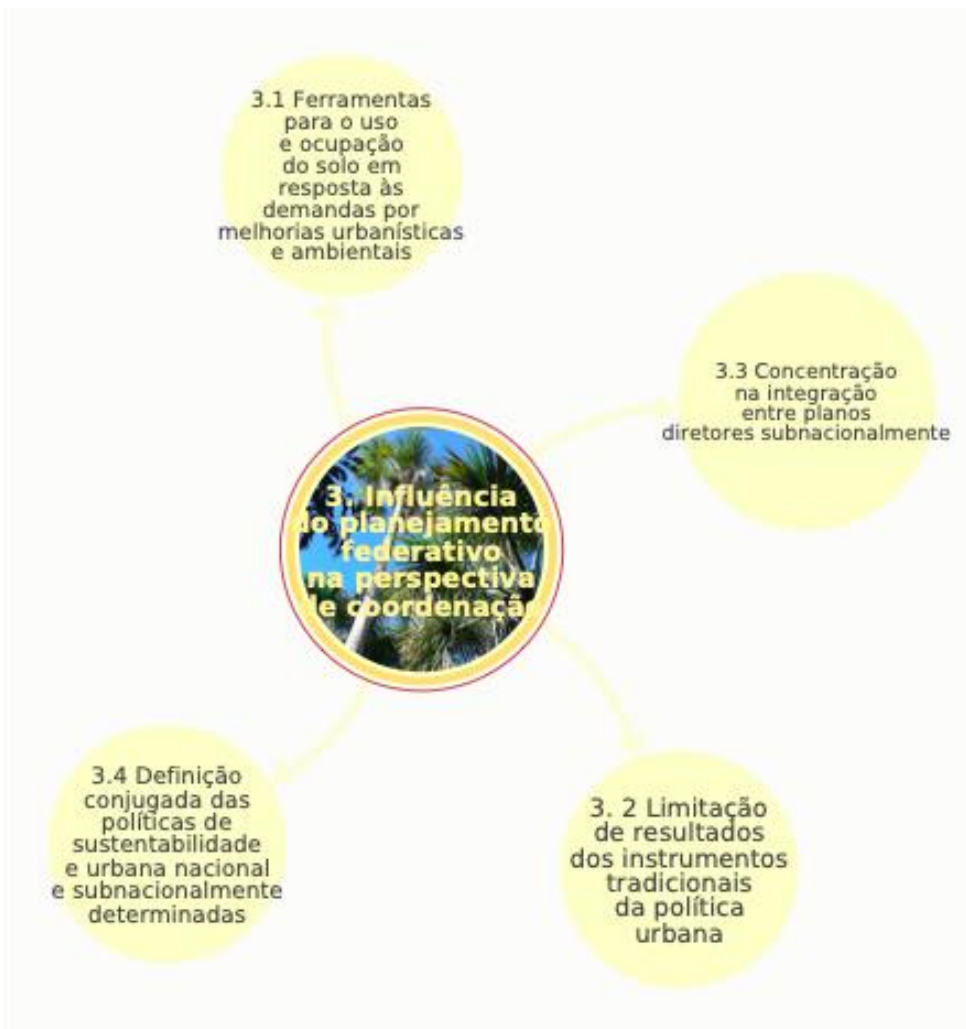 3.1 Ferramentas
para o uso
e ocupação
do solo em
resposta às
demandas por
melhorias urbanísticas
e ambientais
3.3 Concentração
na integração
entre planos
diretores subnacionalmente
3. Influência
do planejamento
federativo
na perspectiva
de coordenação
3.4 Definição
conjugada das
políticas de
sustentabilidade
e urbana nacional
e subnacionalmente
determinadas
3. 2 Limitação
de resultados
dos instrumentos
tradicionais
da política
urbana